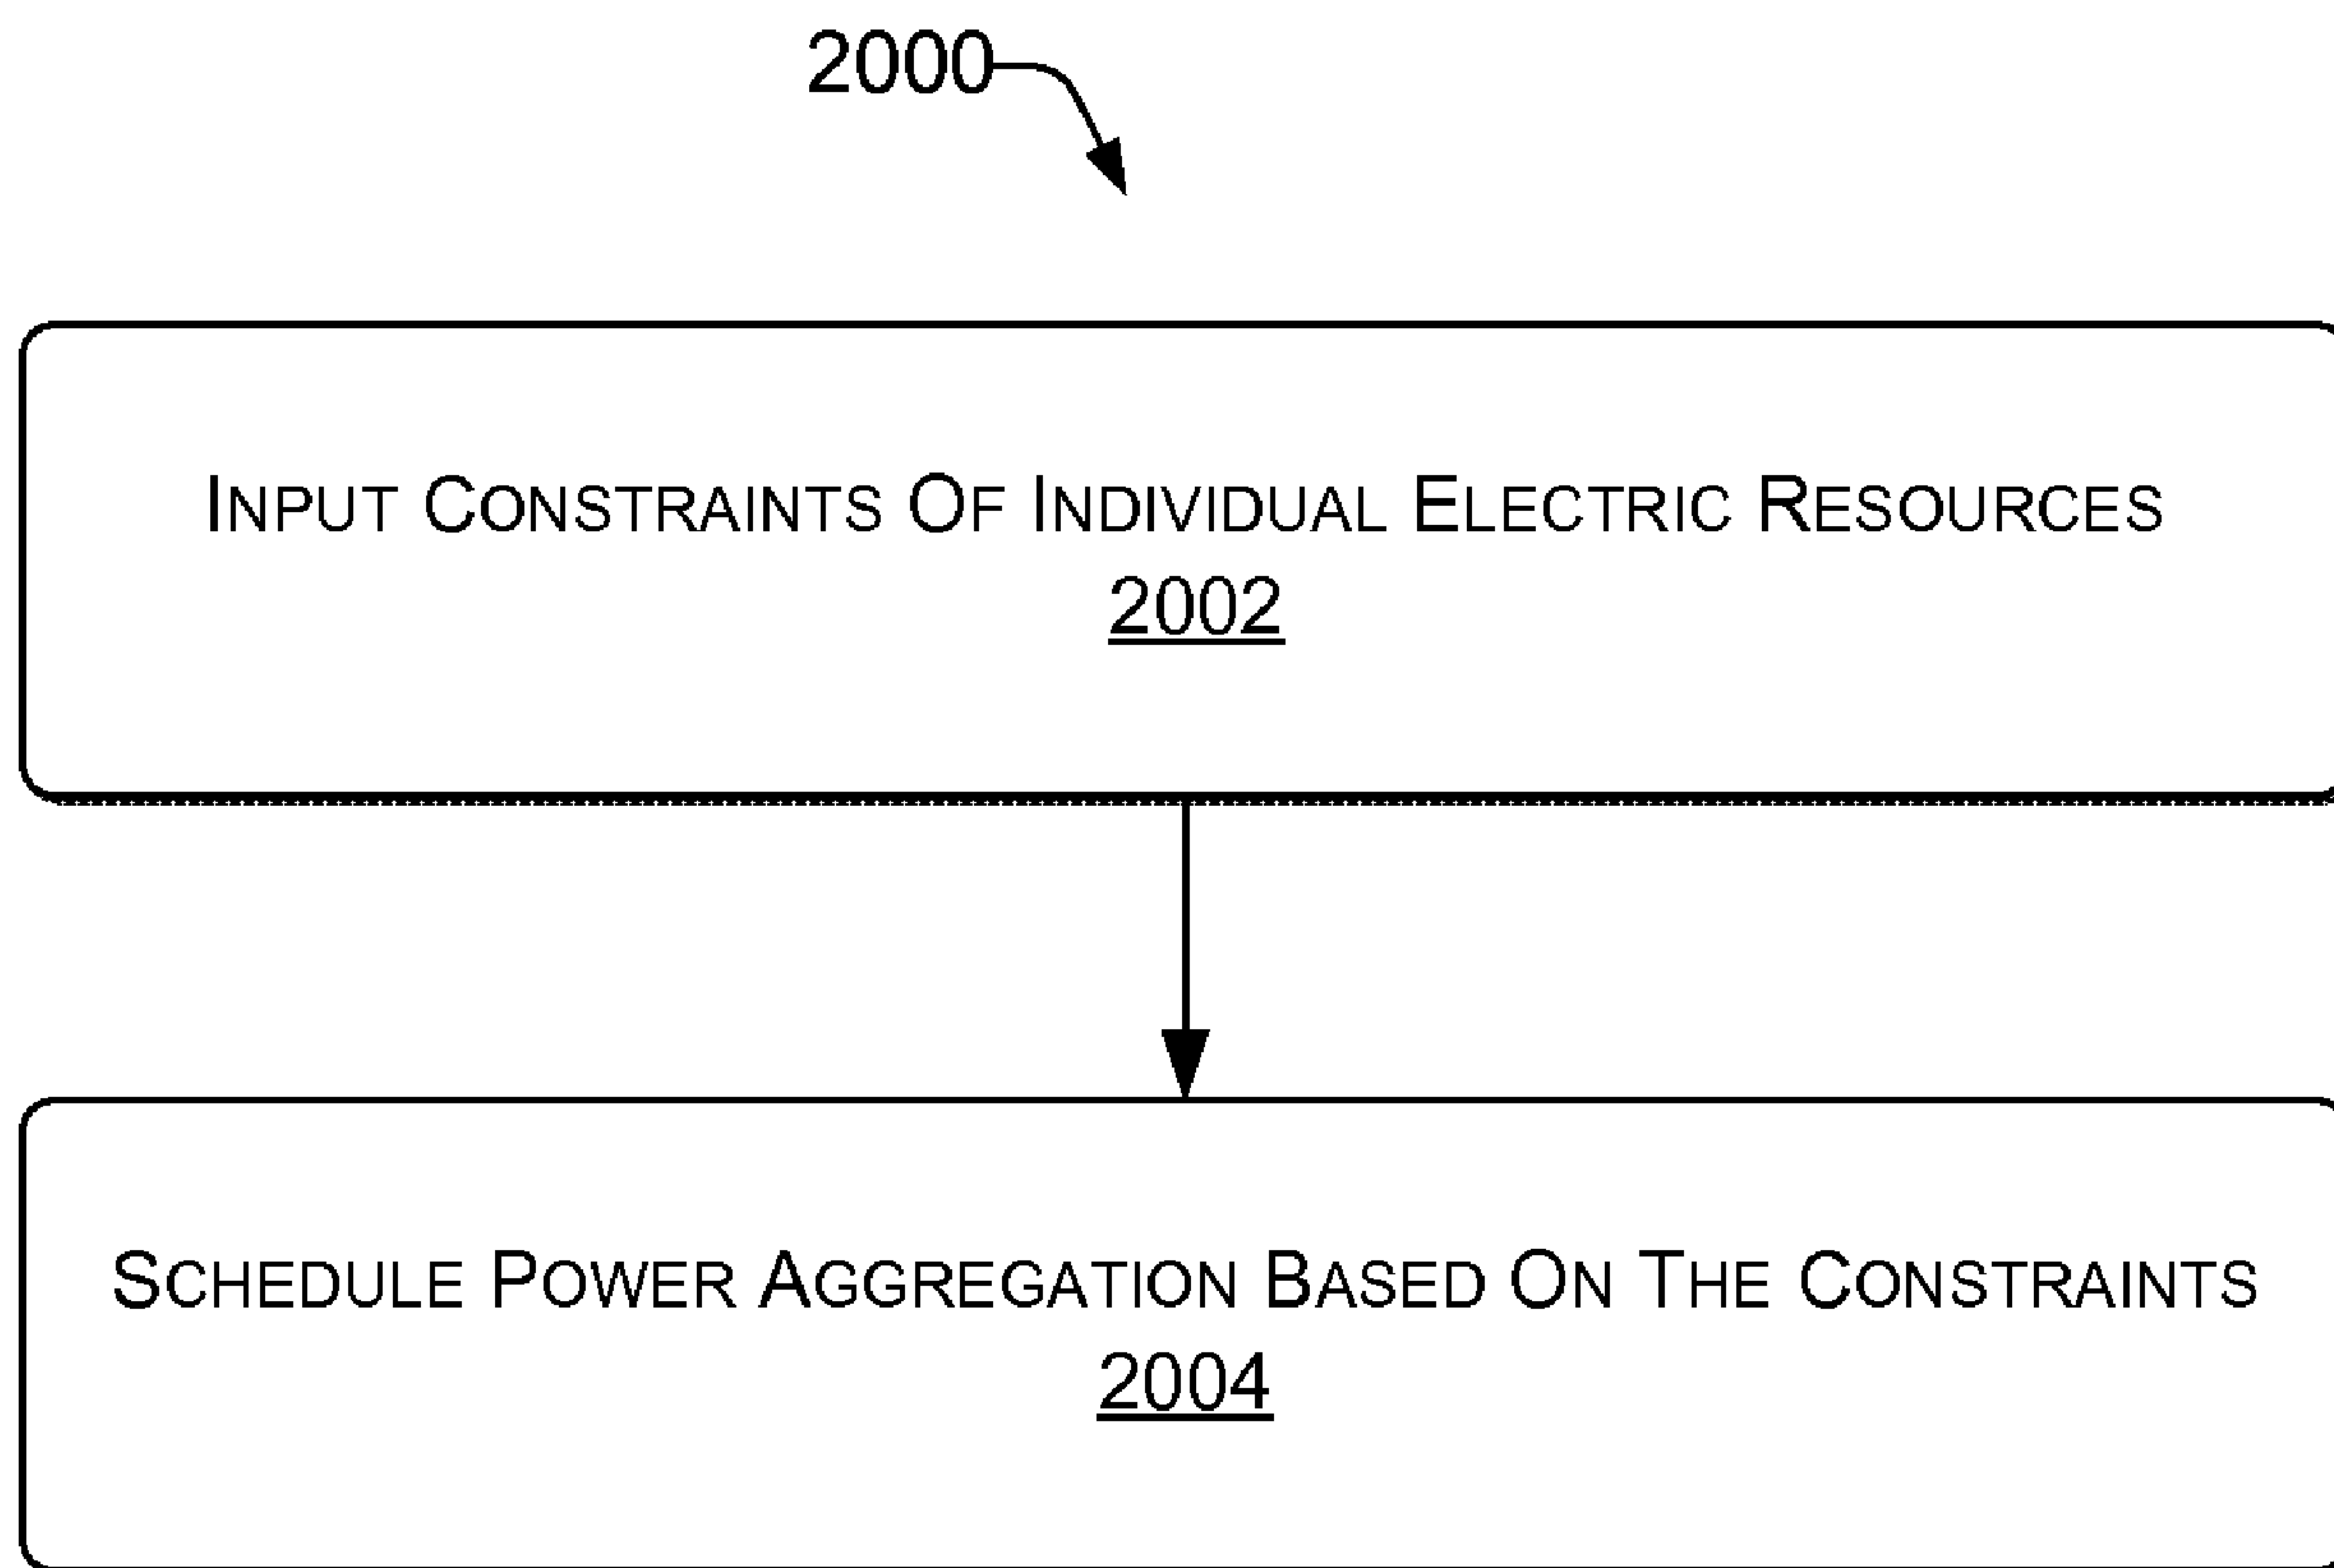 2000
Input Constraints Of Individual Electric Resources
2002
Schedule Power Aggregation Based On The Constraints
2004